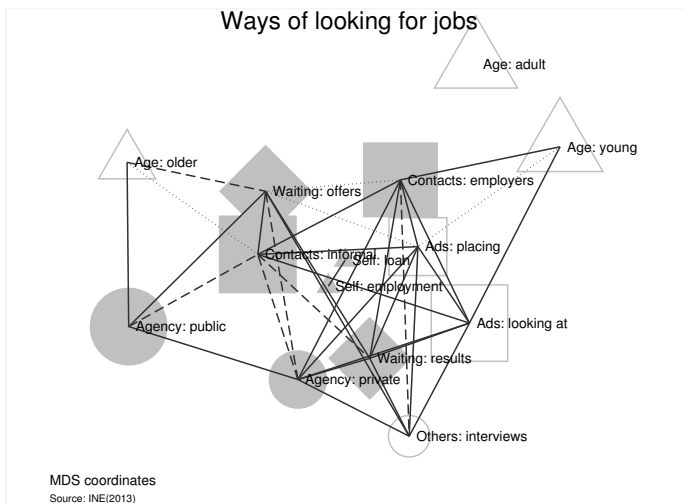 Ways of looking for jobs
Age: adult
Age: young
Age: older
Contacts: employers
Waiting: offers
Ads: placing
Contacts: informal
Self: loan
Self: employment
Ads: looking at
Agency: public
Waiting: results
Agency: private
Others: interviews
MDS coordinates
Source: INE(2013)